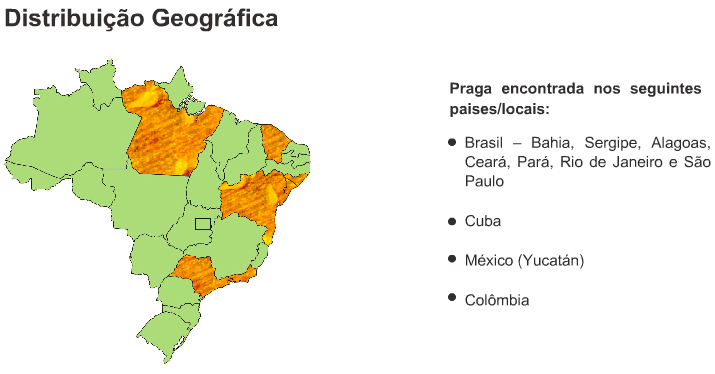 Distribuição Geográfica
Praga encontrada nos seguintes
paises/locais:
• Brasil – Bahia, Sergipe, Alagoas,
Ceará, Pará, Rio de Janeiro e São
Paulo
• Cuba
• México (Yucatán)
• Colômbia